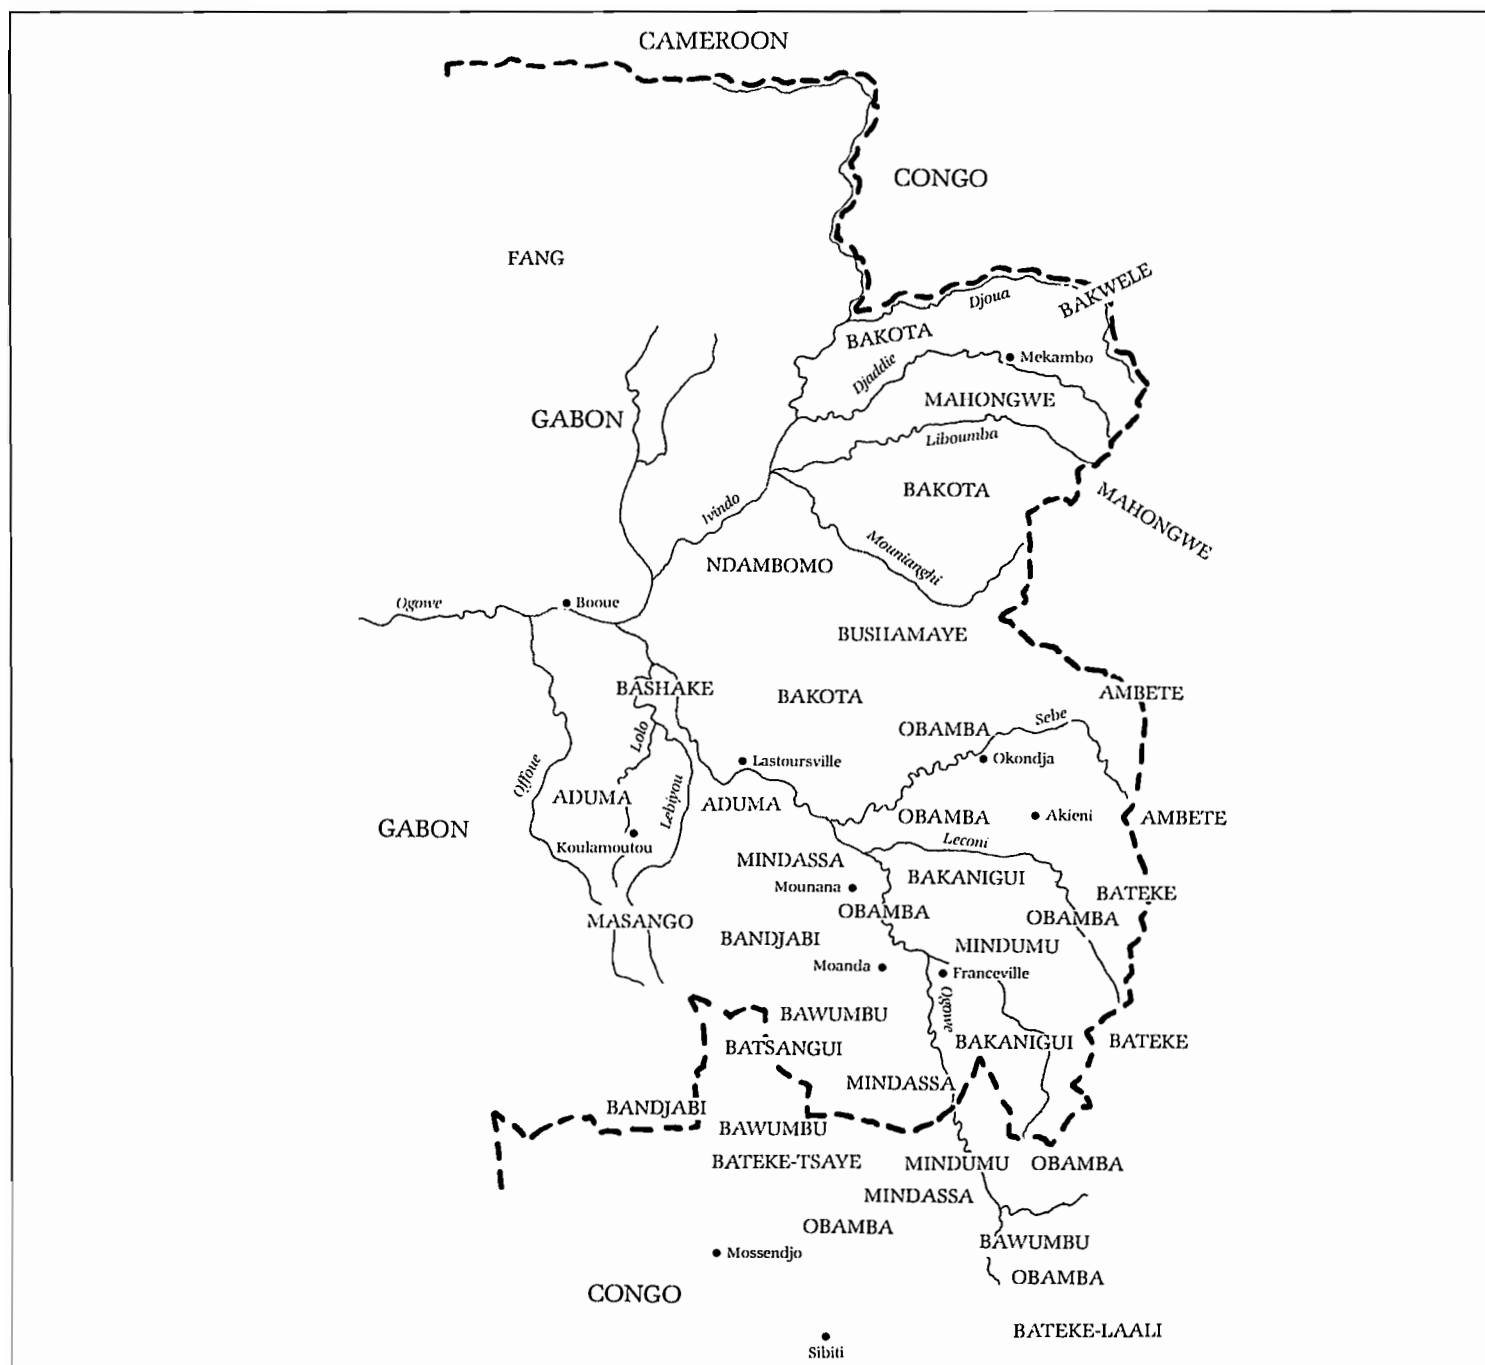 CAMEROON
CONGO
FANG
BAKWELE
Djoua
BAKOTA
Mekambo
Djaddie
MAHONGWE
GABON
Liboumba
BAKOTA
MAHONGWE
Ivindo
Mounianghi
NDAMBOMO
Ogowe
Booue
BUSHAMAYE
BASHAKE
BAKOTA
AMBETE
Sebe
OBAMBA
Lolo
Lastoursville
Okondja
Offoue
ADUMA
Lebiyou
ADUMA
OBAMBA
Akieni
AMBETE
GABON
Koulamoutou
Leconi
MINDASSA
BAKANIGUI
Mounana
BATEKE
OBAMBA
OBAMBA
MASANGO
BANDJABI
MINDUMU
Moanda
Franceville
Ogowe
BAWUMBU
BATSANGUI
BAKANIGUI
BATEKE
MINDASSA
BANDJABI
BAWUMBU
BATEKE-TSAYE
MINDUMU
OBAMBA
MINDASSA
OBAMBA
BAWUMBU
Mossendjo
OBAMBA
CONGO
BATEKE-LAALI
Sibiti